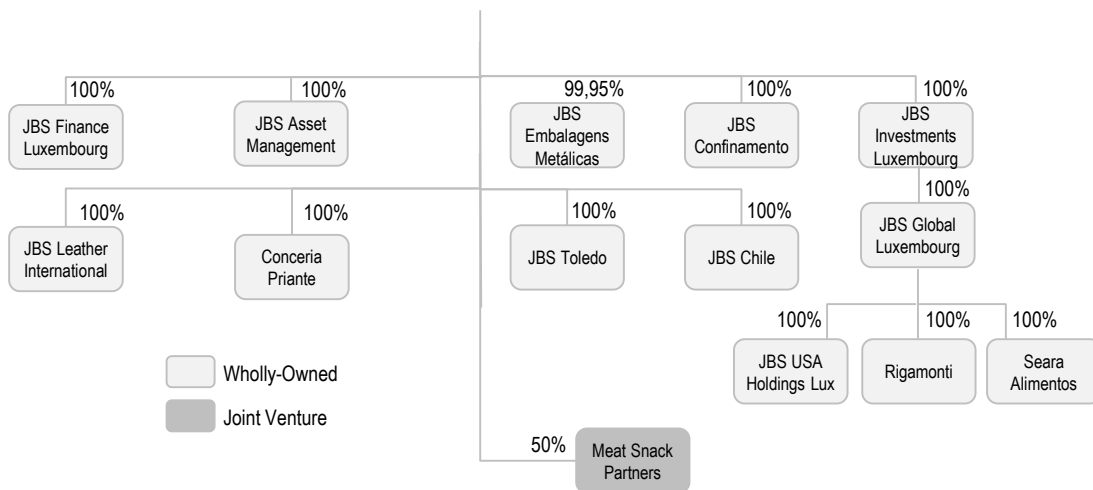 100%
100%
99,95%
100%
100%
JBS Finance
Luxembourg
JBS Asset
Management
JBS
Embalagens
Metálicas
JBS
Confinamento
JBS
Investments
Luxembourg
100%
100%
100%
100%
100%
JBS Leather
International
Conceria
Priante
JBS Toledo
JBS Chile
JBS Global
Luxembourg
100%
100%
100%
JBS USA
Holdings Lux
Rigamonti
Seara
Alimentos
Wholly-Owned
Joint Venture
50%
Meat Snack
Partners